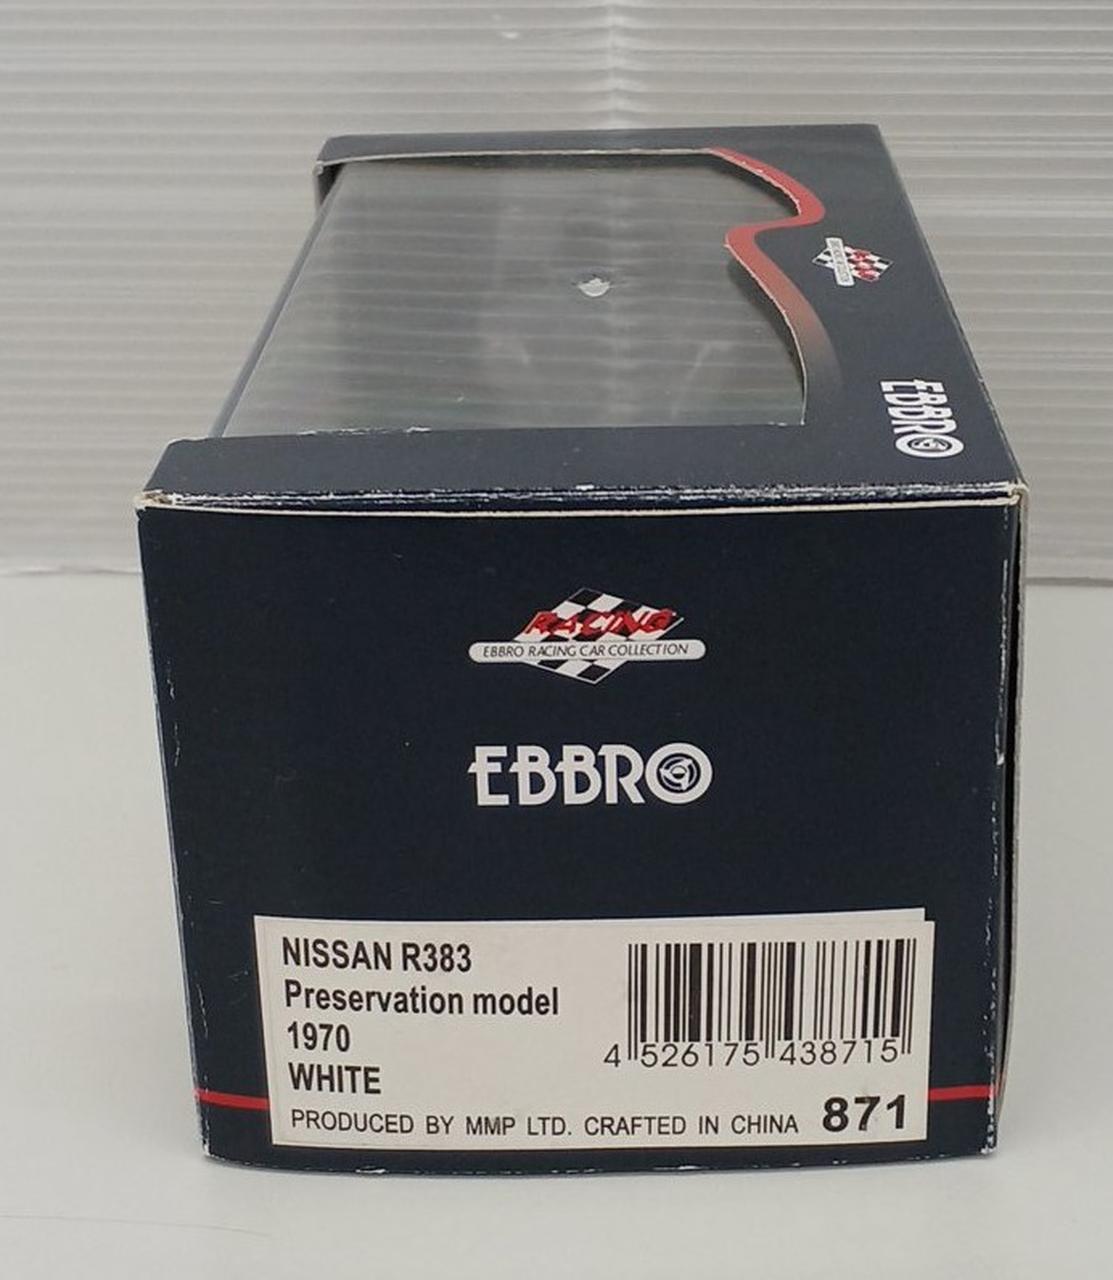 EBBRO
RACING
EBBRO RACING CAR COLLECTION
EBBRO
NISSAN R383
Preservation model
1970
WHITE
4 526175 438715
PRODUCED BY MMP LTD. CRAFTED IN CHINA 871